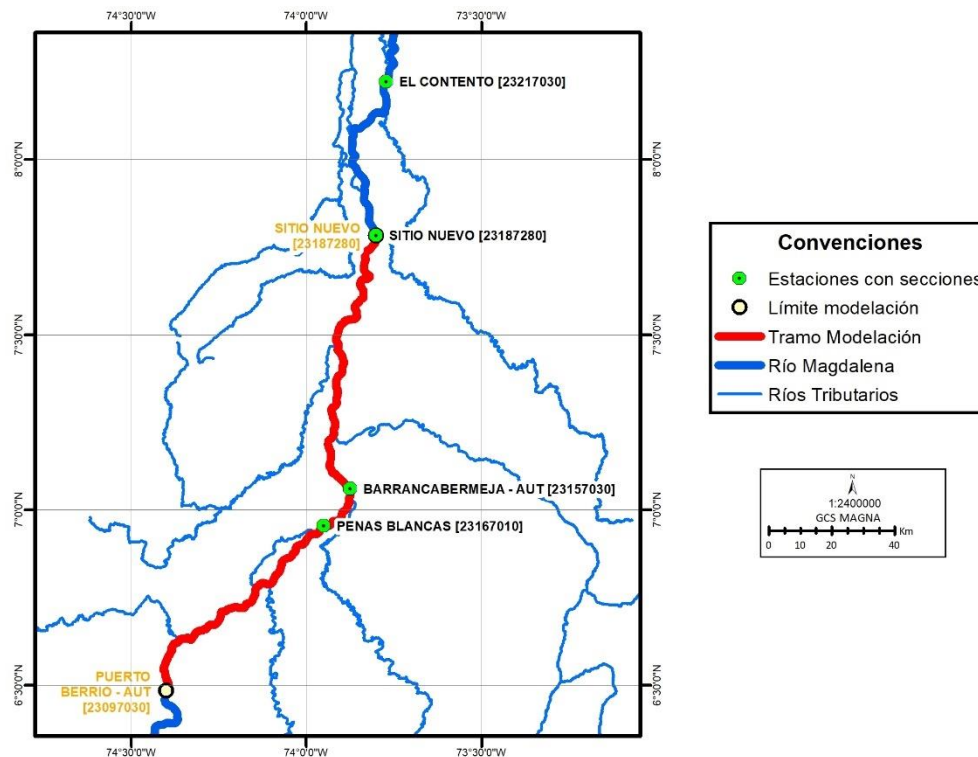 74°30'0"W
74°0'0"W
73°30'0"W
EL CONTENTO [23217030]
8°0'0"N
8°0'0"N
SITIO NUEVO
[23187280]
SITIO NUEVO [23187280]
7°30'0"N
7°30'0"N
BARRANCABERMEJA - AUT [23157030]
7°0'0"N
7°0'0"N
PENAS BLANCAS [23167010]
PUERTO
BERRIO - AUT
[23097030]
6°30'0"N
6°30'0"N
74°30'0"W
74°0'0"W
73°30'0"W
Convenciones
Estaciones con secciones
Límite modelación
Tramo Modelación
Río Magdalena
Ríos Tributarios
N
1:2400000
GCS MAGNA
Km
0 10 20 40